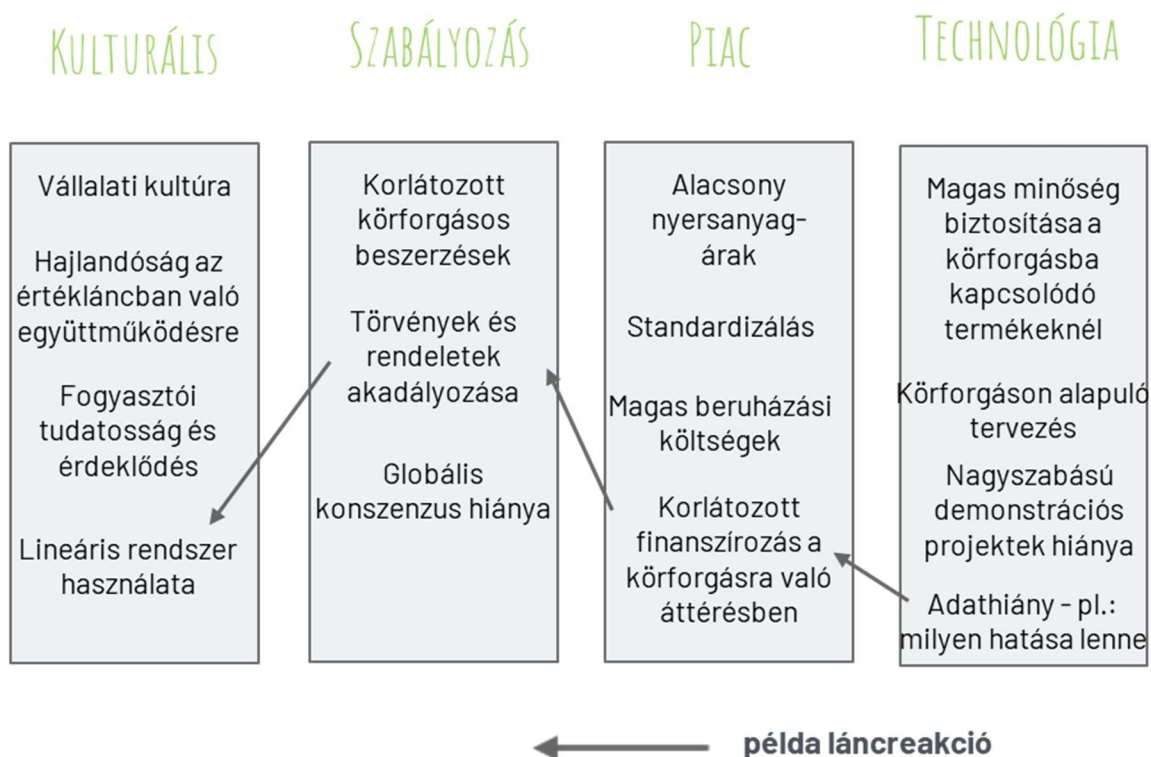 KULTURÁLIS
SZABÁLYOZÁS
PIAC
TECHNOLÓGIA
Vállalati kultúra
Hajlandóság az
értékláncban való
együttműködésre
Fogyasztói
tudatosság és
érdeklődés
Lineáris rendszer
használata
Korlátozott
körforgásos
beszerzések
Törvények és
rendeletek
akadályozása
Globális
konszenzus hiánya
Alacsony
nyersanyag-
árak
Standardizálás
Magas beruházási
költségek
Korlátozott
finanszírozás a
körforgásra való
áttérésben
Magas minőség
biztosítása a
körforgásba
kapcsolódó
termékeknél
Körforgáson alapuló
tervezés
Nagyszabású
demonstrációs
projektek hiánya
Adathiány - pl.:
milyen hatása lenne
példa láncreakció